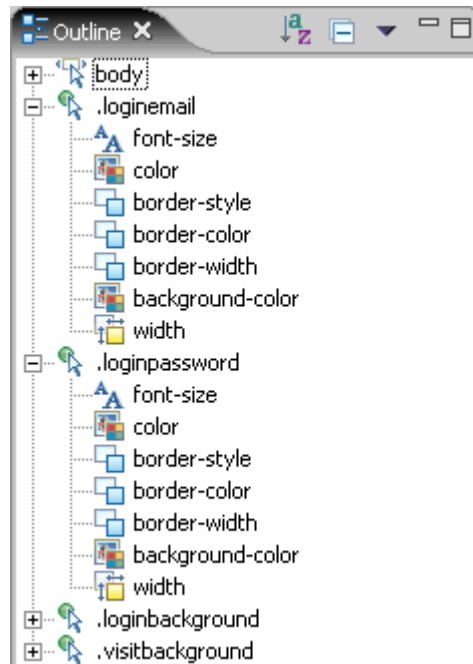 Outline
a
z
body
.loginemail
font-size
color
border-style
border-color
border-width
background-color
width
.loginpassword
font-size
color
border-style
border-color
border-width
background-color
width
.loginbackground
.visitbackground